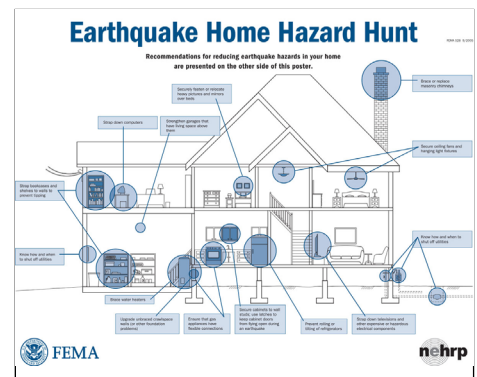 Earthquake Home Hazard Hunt
FEMA 528 9/2005
Recommendations for reducing earthquake hazards in your home
are presented on the other side of this poster.
Brace or replace
masonry chimneys
Securely fasten or relocate
heavy pictures and mirrors
over beds
Strap down computers
Strengthen garages that
have living space above
them
Secure ceiling fans and
hanging light fixtures
Strap bookcases and
shelves to walls to
prevent tipping
Know how and when
to shut off utilities
Know how and when to
shut off utilities
Brace water heaters
Upgrade unbraced crawlspace
walls (or other foundation
problems)
Ensure that gas
appliances have
flexible connections
Secure cabinets to wall
studs; use latches to
keep cabinet doors
from flying open during
an earthquake
Prevent rolling or
tilting of refrigerators
Strap down televisions and
other expensive or hazardous
electrical components
FEMA
nehrp